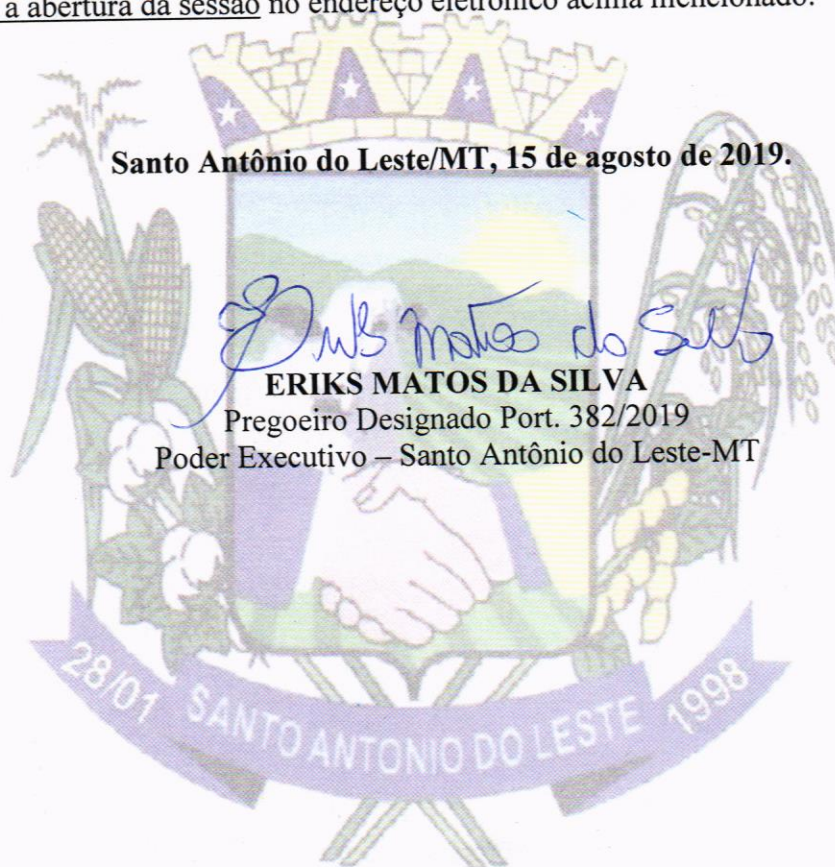 a abertura da sessão no endereço eletrônico acima mencionado.
Santo Antônio do Leste/MT, 15 de agosto de 2019.
Eriks Matos da Silva
ERIKS MATOS DA SILVA
Pregoeiro Designado Port. 382/2019
Poder Executivo – Santo Antônio do Leste-MT
28/01 SANTO ANTONIO DO LESTE 1998